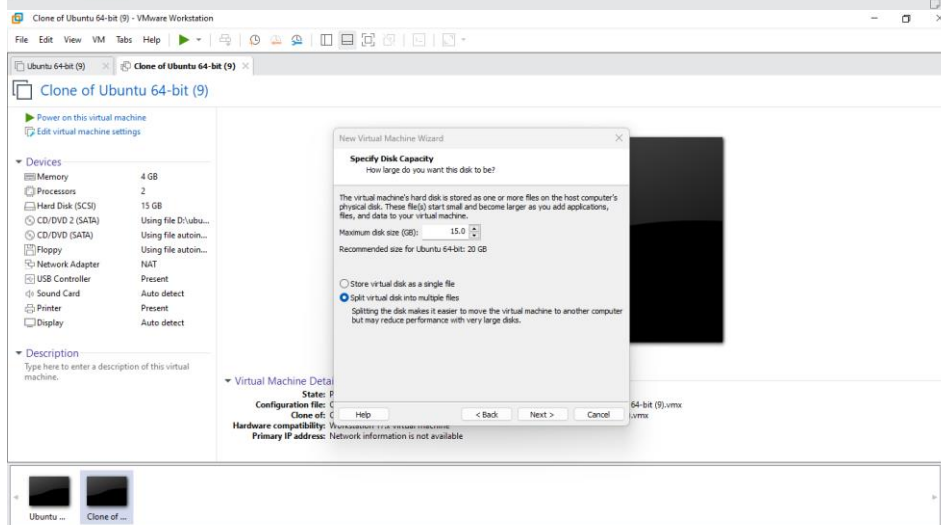 Clone of Ubuntu 64-bit (9) - VMware Workstation
File Edit View VM Tabs Help
Ubuntu 64-bit (9)
Clone of Ubuntu 64-bit (9)
Clone of Ubuntu 64-bit (9)
Power on this virtual machine
Edit virtual machine settings
Devices
Memory 4 GB
Processors 2
Hard Disk (SCSI) 15 GB
CD/DVD 2 (SATA) Using file D:\ubu...
CD/DVD (SATA) Using file autoin...
Floppy Using file autoin...
Network Adapter NAT
USB Controller Present
Sound Card Auto detect
Printer Present
Display Auto detect
Description
Type here to enter a description of this virtual
machine.
New Virtual Machine Wizard
Specify Disk Capacity
How large do you want this disk to be?
The virtual machine's hard disk is stored as one or more files on the host computer's
physical disk. These file(s) start small and become larger as you add applications,
files, and data to your virtual machine.
Maximum disk size (GB): 15.0
Recommended size for Ubuntu 64-bit: 20 GB
Store virtual disk as a single file
Split virtual disk into multiple files
Splitting the disk makes it easier to move the virtual machine to another computer
but may reduce performance with very large disks.
Help < Back Next > Cancel
Virtual Machine Detai
State: P
Configuration file: C 64-bit (9).vmx
Clone of: C .vmx
Hardware compatibility: Workstation 17.x virtual machine
Primary IP address: Network information is not available
Ubuntu ... Clone of ...